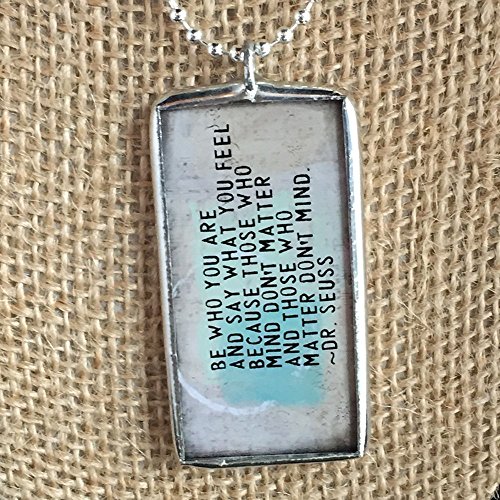 BE WHO YOU ARE
AND SAY WHAT YOU FEEL
BECAUSE THOSE WHO
MIND DON'T MATTER
AND THOSE WHO
MATTER DON'T MIND.
~DR. SEUSS